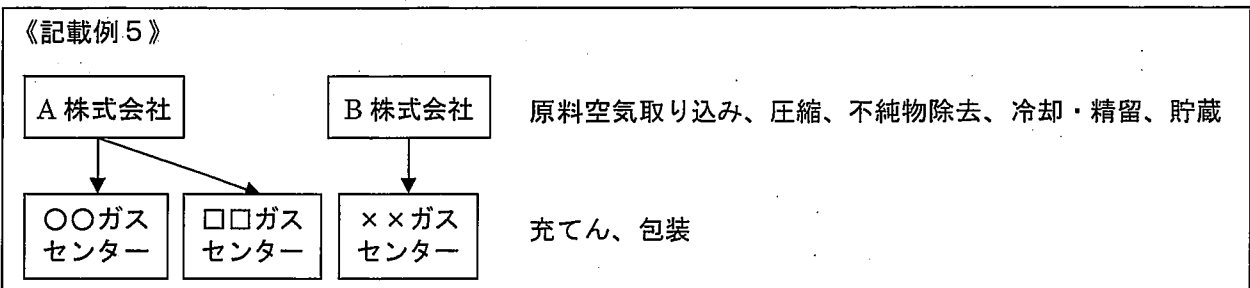 《記載例5》
A 株式会社
B 株式会社
原料空気取り込み、圧縮、不純物除去、冷却・精留、貯蔵
〇〇ガス
センター
□□ガス
センター
××ガス
センター
充てん、包装